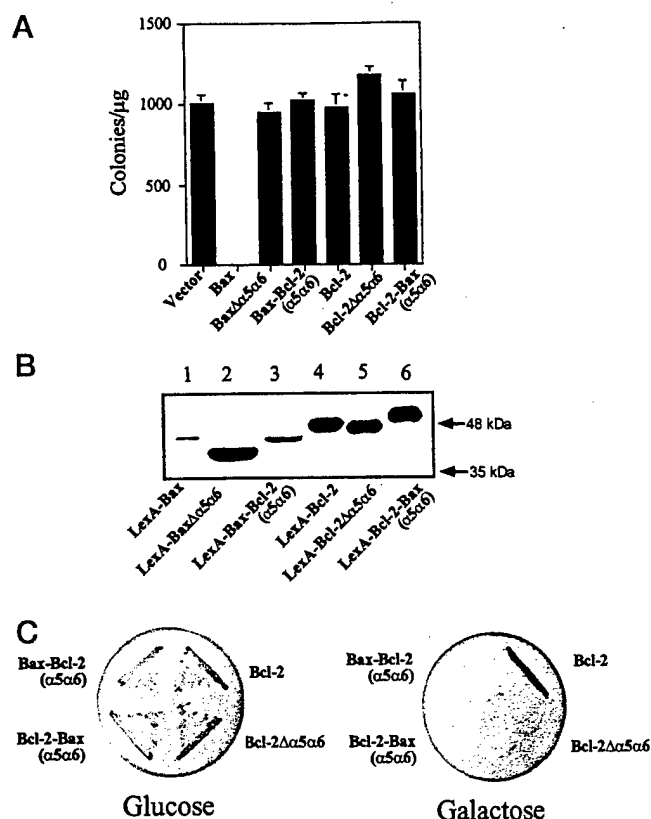 A
1500
1000
500
0
Colonies/μg
Vector
Bax
BaxΔα5α6
Bax-Bcl-2
(α5α6)
Bcl-2
Bcl-2Δα5α6
Bcl-2-Bax
(α5α6)
B
1 2 3 4 5 6
48 kDa
35 kDa
LexA-Bax
LexA-BaxΔα5α6
LexA-Bax-Bcl-2
(α5α6)
LexA-Bcl-2
LexA-Bcl-2Δα5α6
LexA-Bcl-2-Bax
(α5α6)
C
Bax-Bcl-2
(α5α6)
Bcl-2
Bcl-2-Bax
(α5α6)
Bcl-2Δα5α6
Glucose
Bax-Bcl-2
(α5α6)
Bcl-2
Bcl-2-Bax
(α5α6)
Bcl-2Δα5α6
Galactose